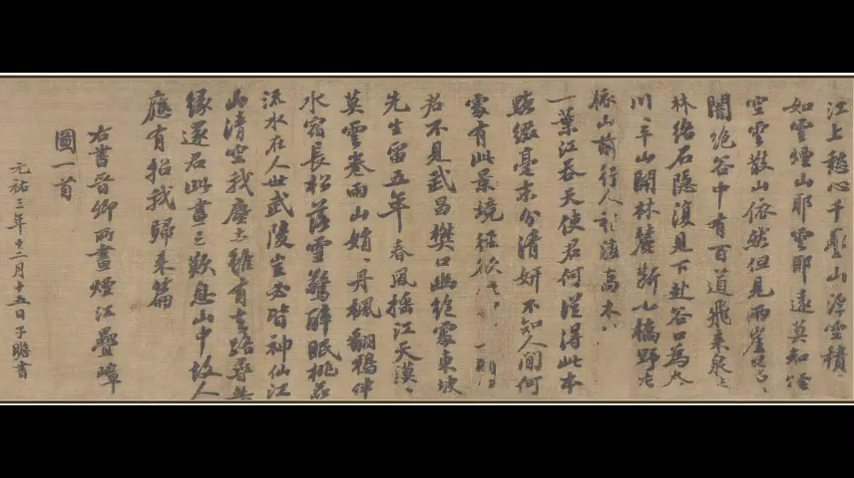 江上愁心千疊山浮空積
如雲煙山耶雲耶遠莫知煙
空雲散山依然但見兩崖蒼〻
闇絕谷中有百道飛來泉
林絡石隱復見下赴谷口為
川平山開林麓斷小橋野店
依山前行人渡喬木
一葉江吞天使君何從得此本
點綴毫末分清妍不知人間何
處有此景境徑欲
君不見武昌樊口幽絕處東坡
先生留五年春風搖江天漠〻
莫雲卷雨山娟〻丹楓翻鴉伴
水宿長松落雪驚醉眠桃花
流水在人世武陵豈必皆神仙江
山清空我塵土雖有去路尋無
緣還君此畫三歎息山中故人
應有招我歸來篇
右書晉卿所畫煙江疊嶂
圖一首
元祐三年十二月十五日子瞻書